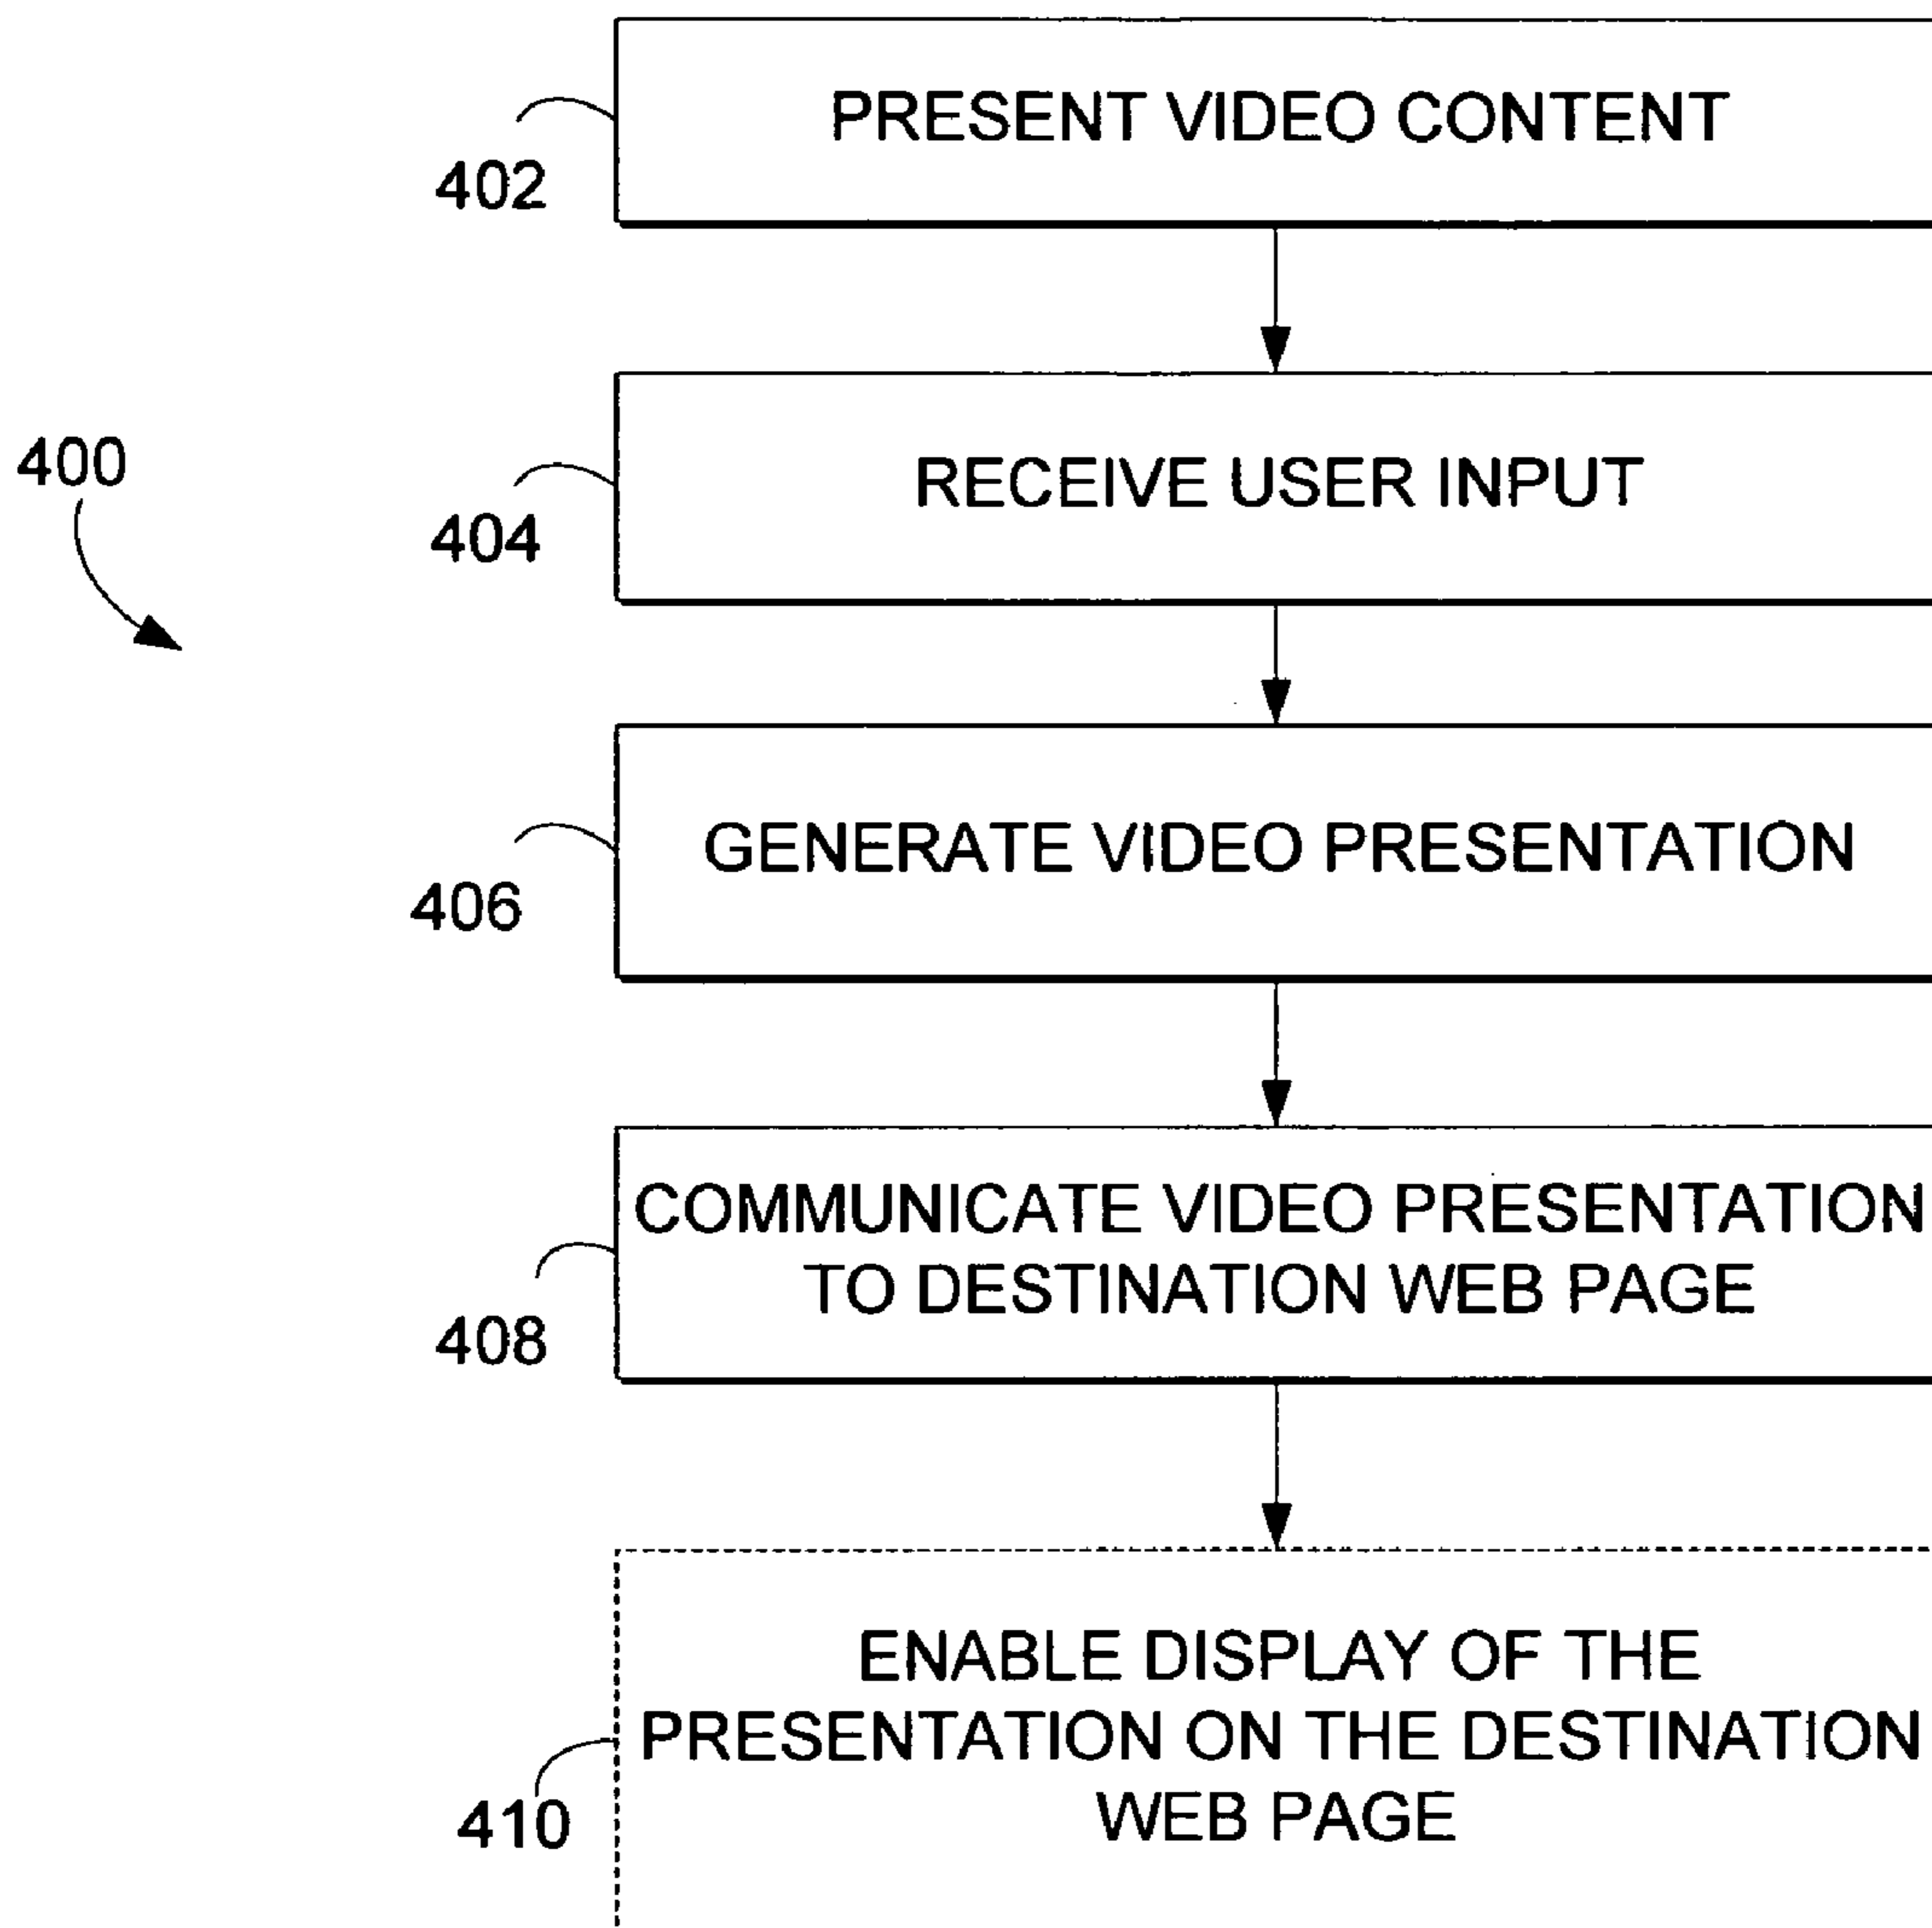 PRESENT VIDEO CONTENT
402
400
RECEIVE USER INPUT
404
GENERATE VIDEO PRESENTATION
406
COMMUNICATE VIDEO PRESENTATION
TO DESTINATION WEB PAGE
408
ENABLE DISPLAY OF THE
PRESENTATION ON THE DESTINATION
WEB PAGE
410